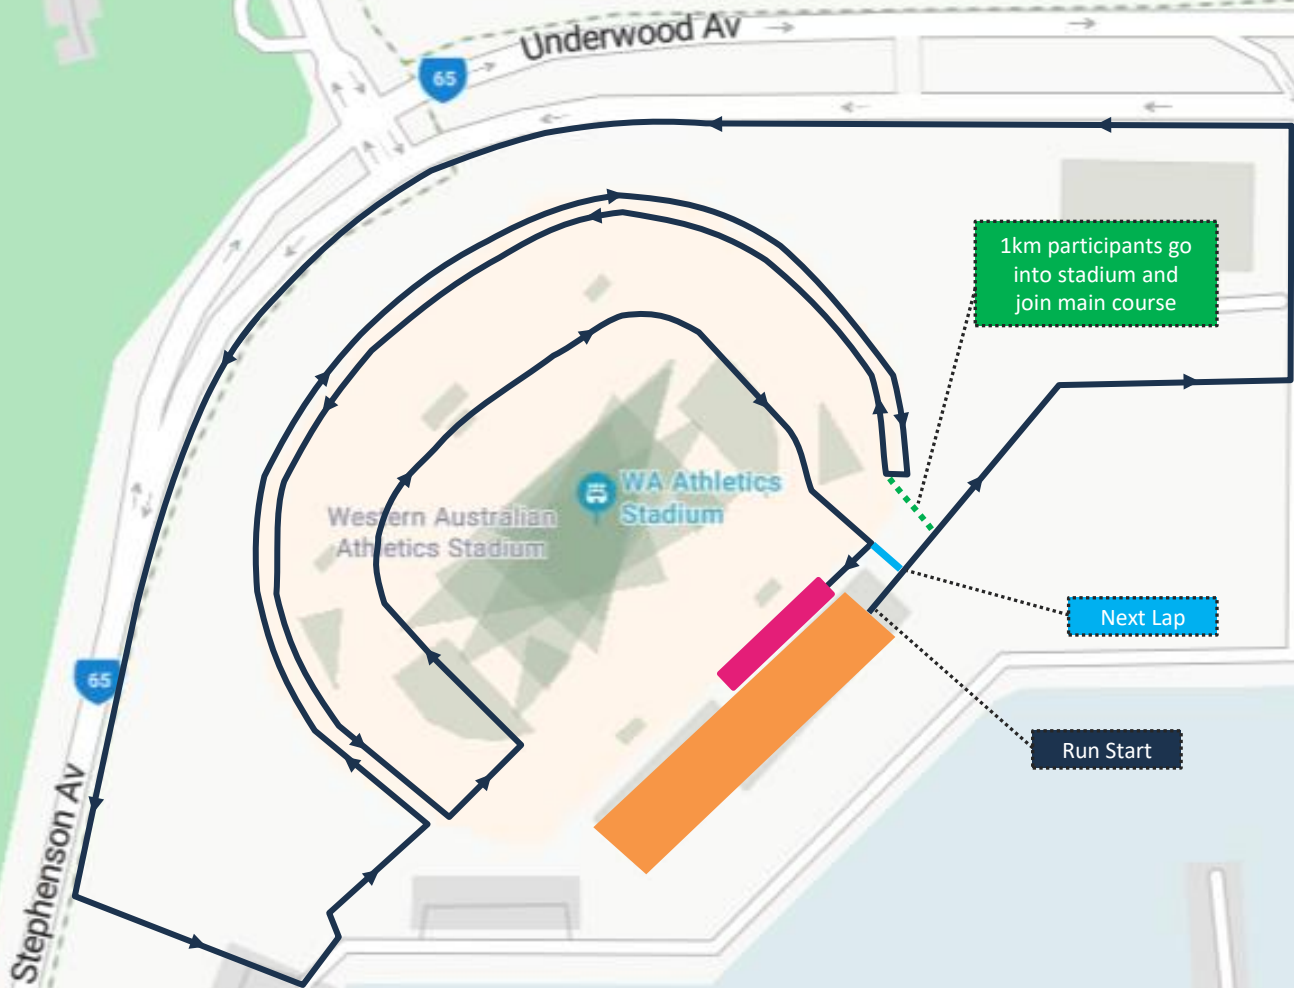 Underwood Av
65
1km participants go
into stadium and
join main course
WA Athletics
Stadium
Western Australian
Athletics Stadium
Next Lap
65
Run Start
Stephenson Av